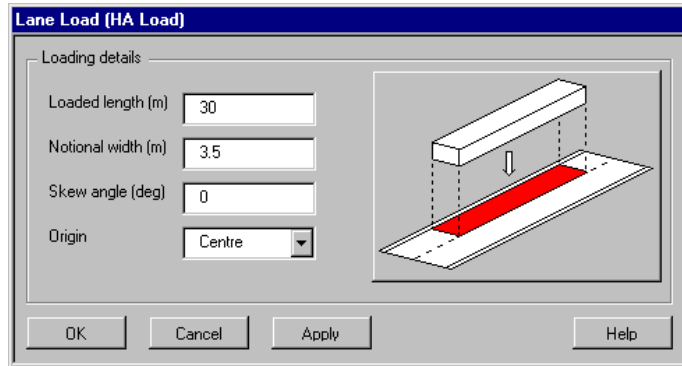 Lane Load (HA Load)
Loading details
Loaded length (m) 30
Notional width (m) 3.5
Skew angle (deg) 0
Origin Centre
OK Cancel Apply Help